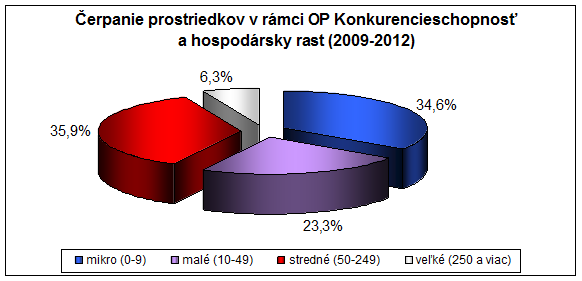 Čerpanie prostriedkov v rámci OP Konkurencieschopnosť
a hospodársky rast (2009-2012)
6,3%
34,6%
35,9%
23,3%
mikro (0-9) malé (10-49) stredné (50-249) veľké (250 a viac)